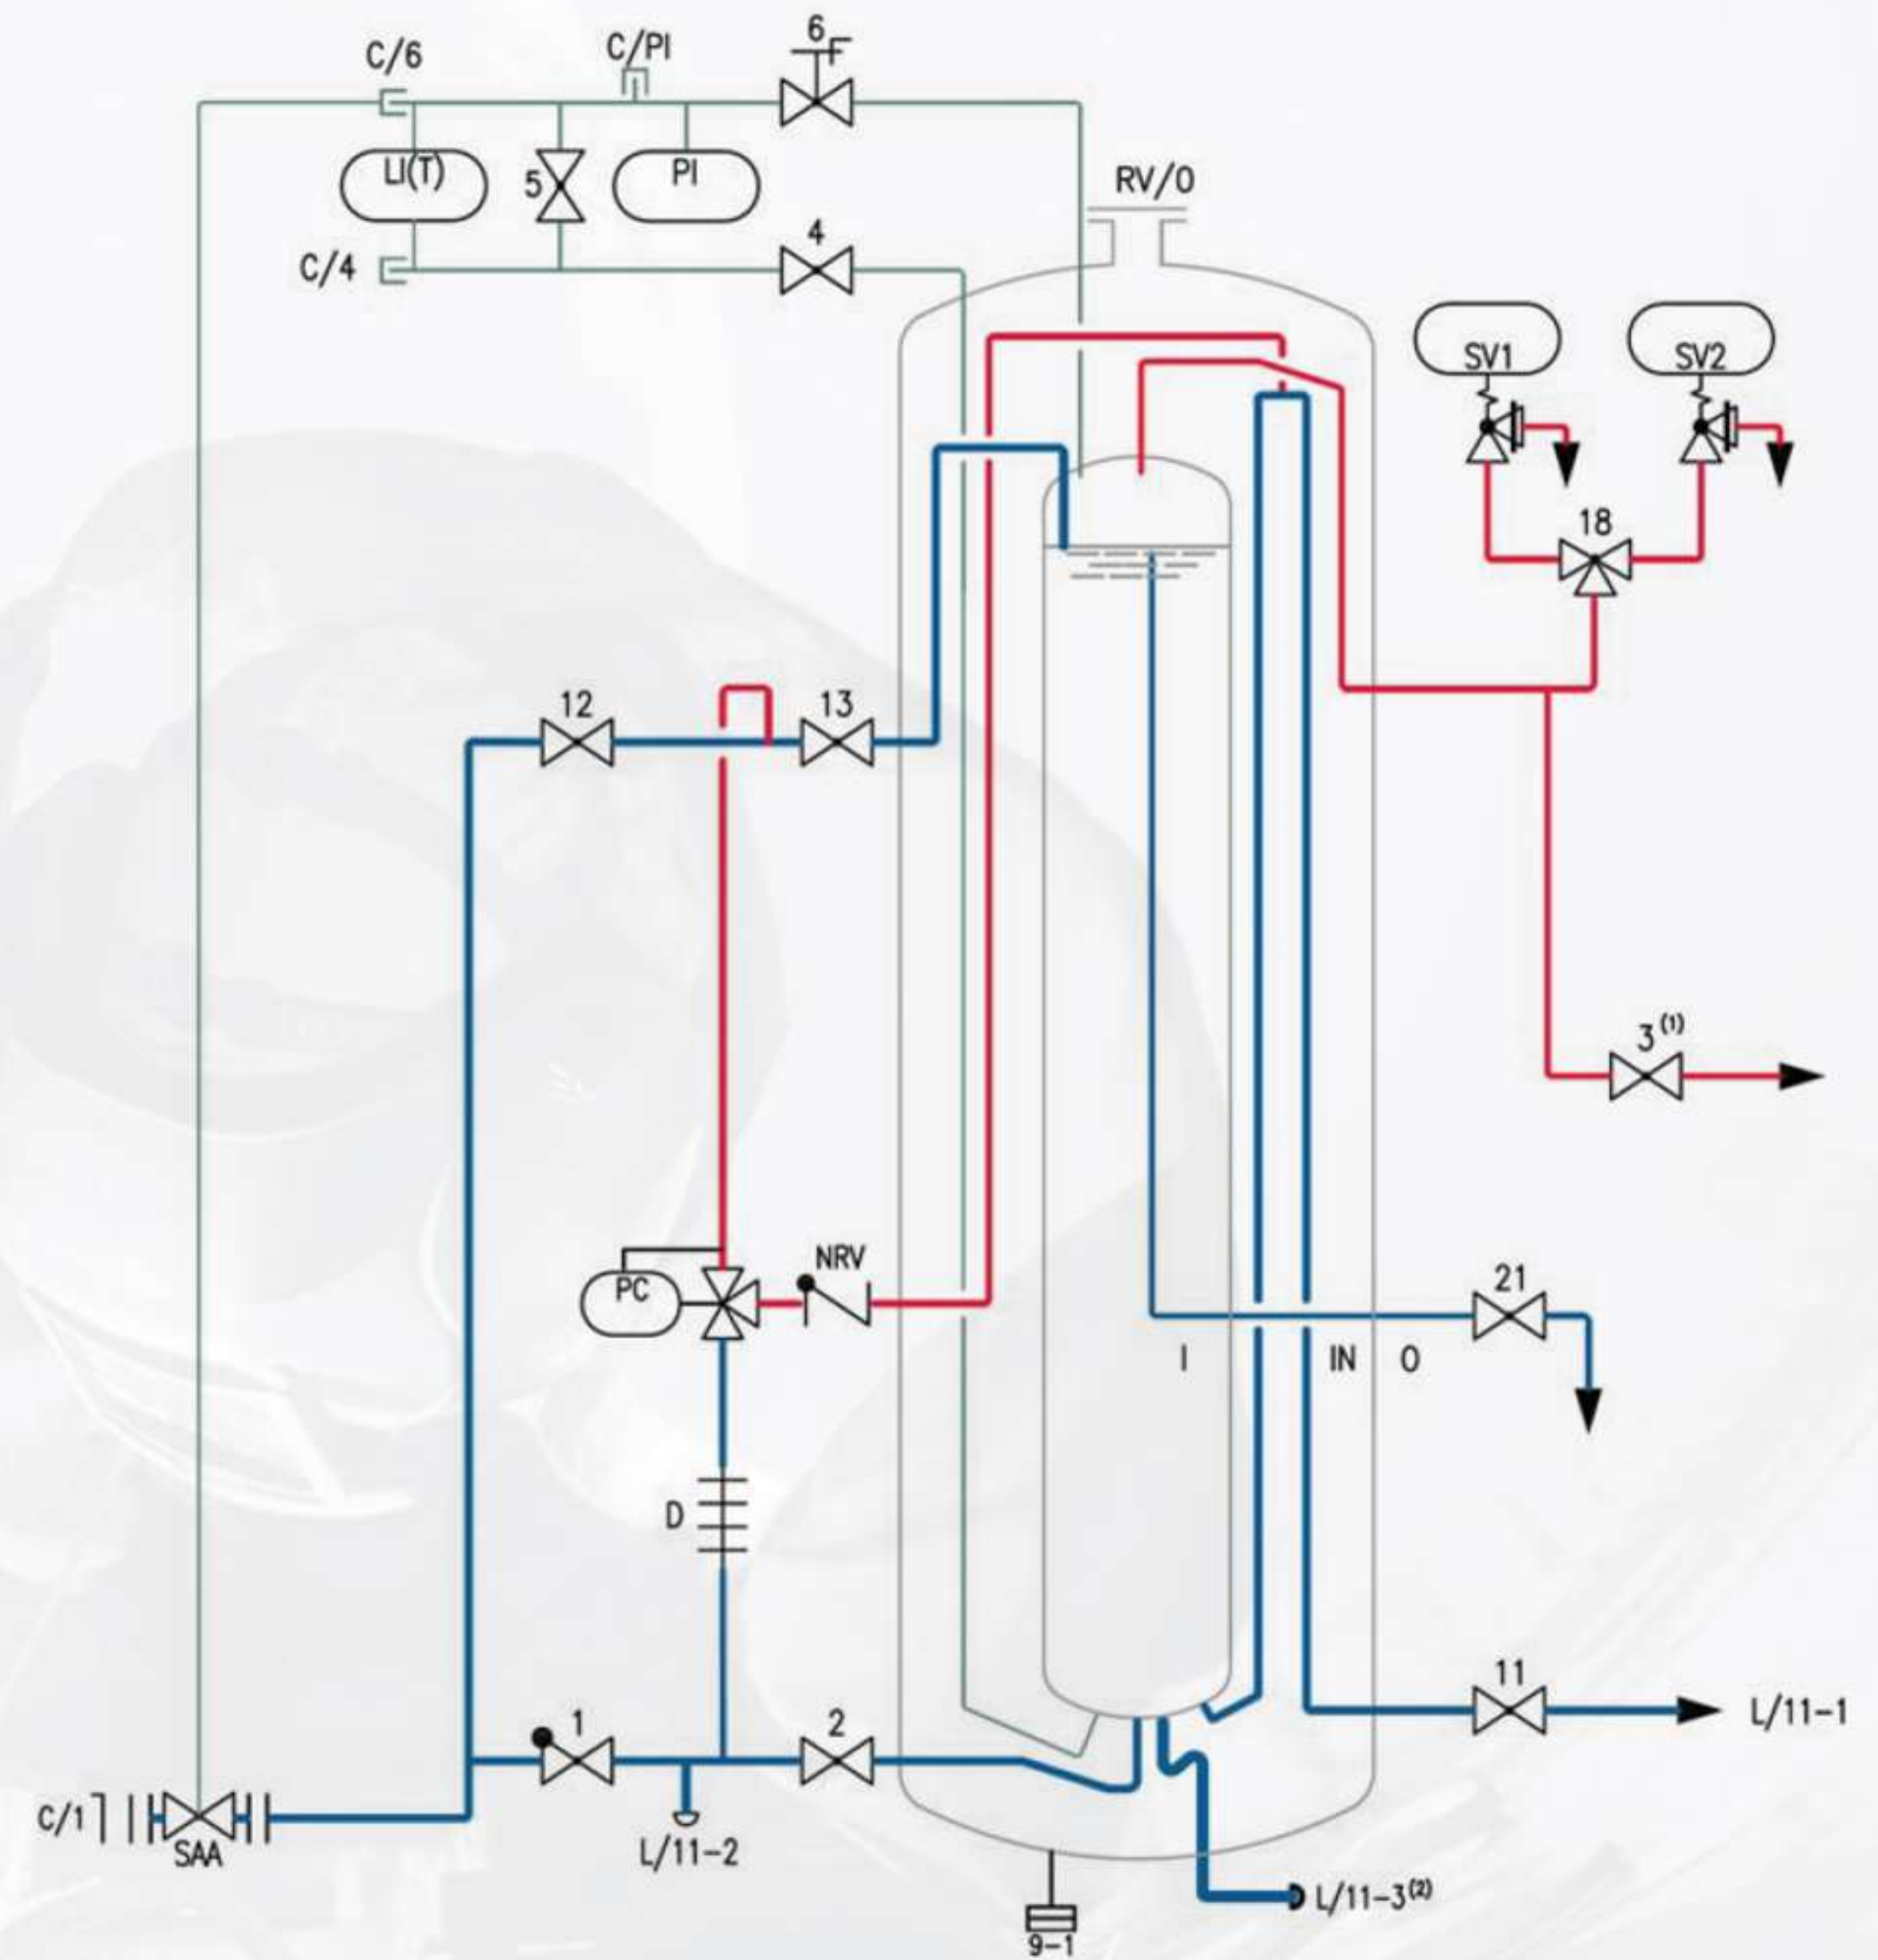 6
C/6
C/PI
LI(T)
5
PI
RV/O
4
C/4
SV1
SV2
18
12
13
3(1)
NRV
PC
21
I
IN
O
D
11
L/11-1
1
2
C/1
SAA
L/11-2
L/11-3(2)
9-1